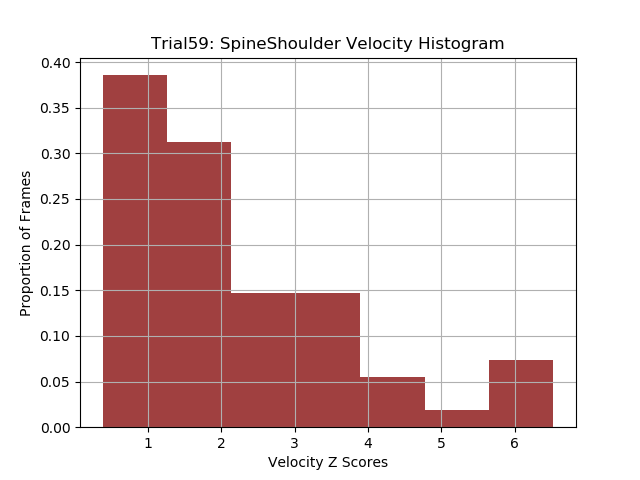 Trial59: SpineShoulder Velocity Histogram
0.40
0.35
0.30
0.25
0.20
0.15
0.10
0.05
0.00
Proportion of Frames
1 2 3 4 5 6
Velocity Z Scores